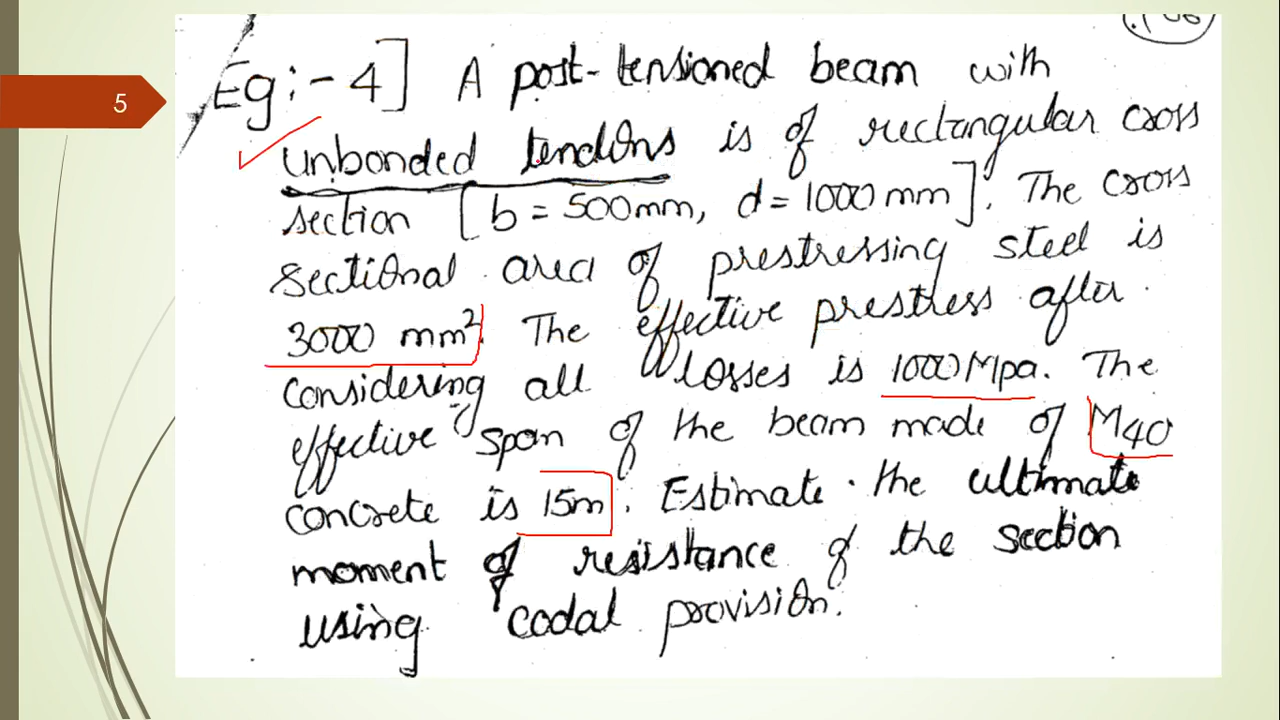 5
Eg:- 4] A post-tensioned beam with
unbonded tendons is of rectangular cross
section [b = 500mm, d = 1000 mm]. The cross
sectional area of prestressing steel is
3000 mm². The effective prestress after
considering all losses is 1000 Mpa. The
effective span of the beam made of M40
concrete is 15m. Estimate the ultimate
moment of resistance of the section
using codal provision.